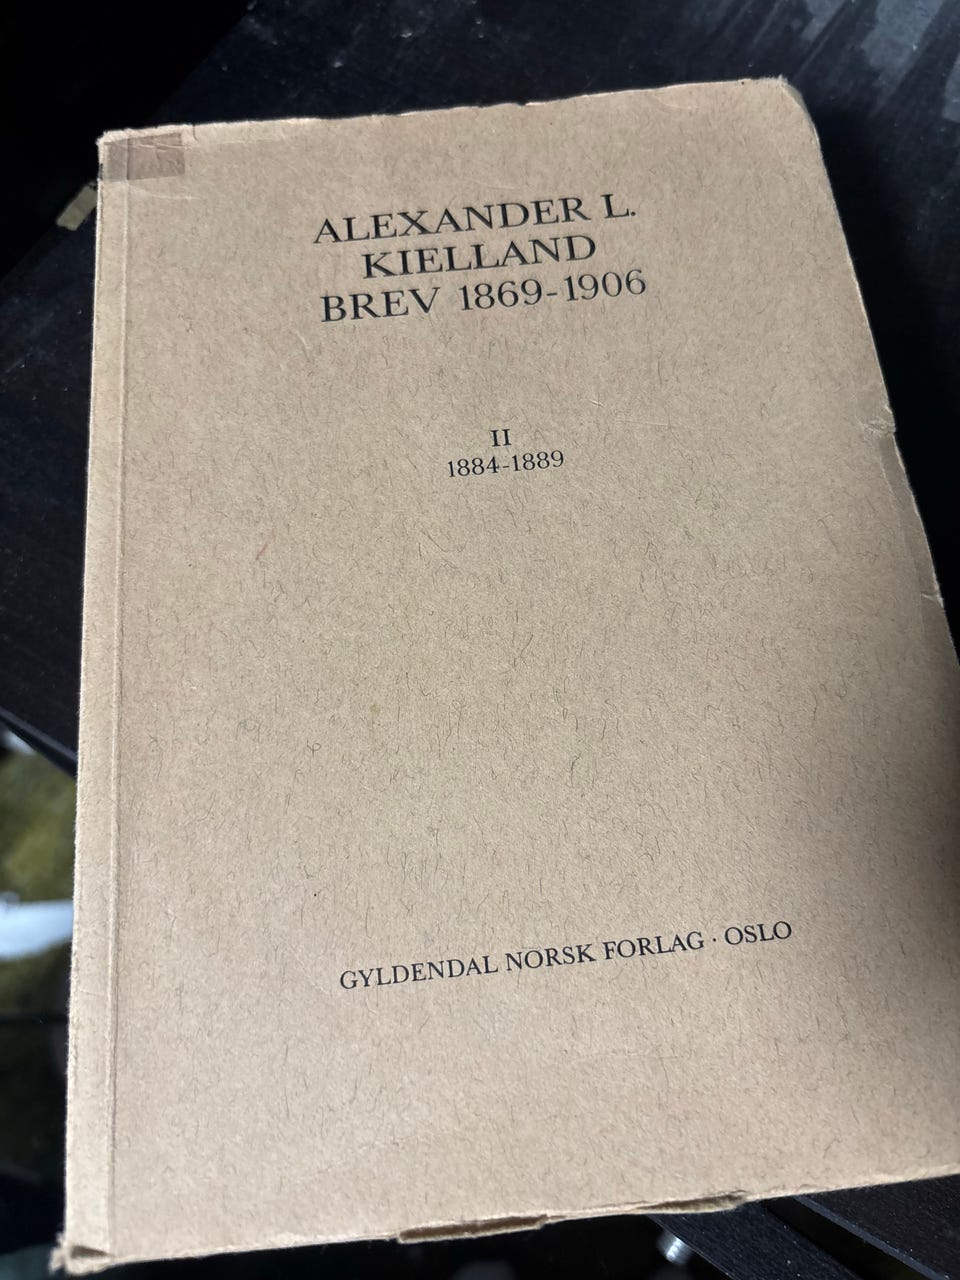 ALEXANDER L.
KIELLAND
BREV 1869-1906
II
1884-1889
GYLDENDAL NORSK FORLAG · OSLO